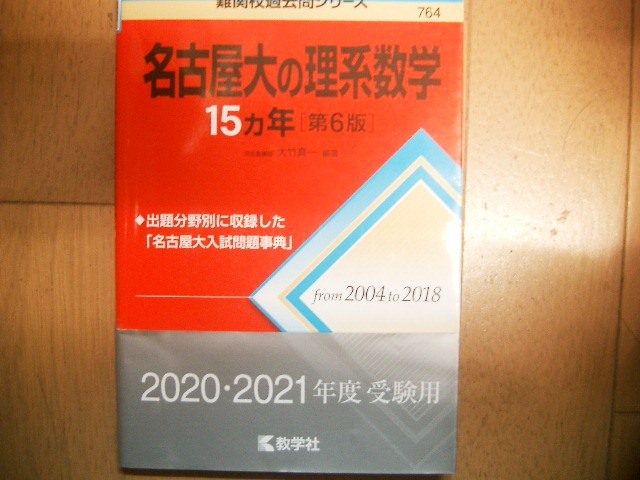 難関校過去問シリーズ
764
名古屋大の理系数学
15カ年[第6版]
大竹真一 編著
◆出題分野別に収録した
「名古屋大入試問題事典」
from 2004 to 2018
2020・2021年度 受験用
教学社